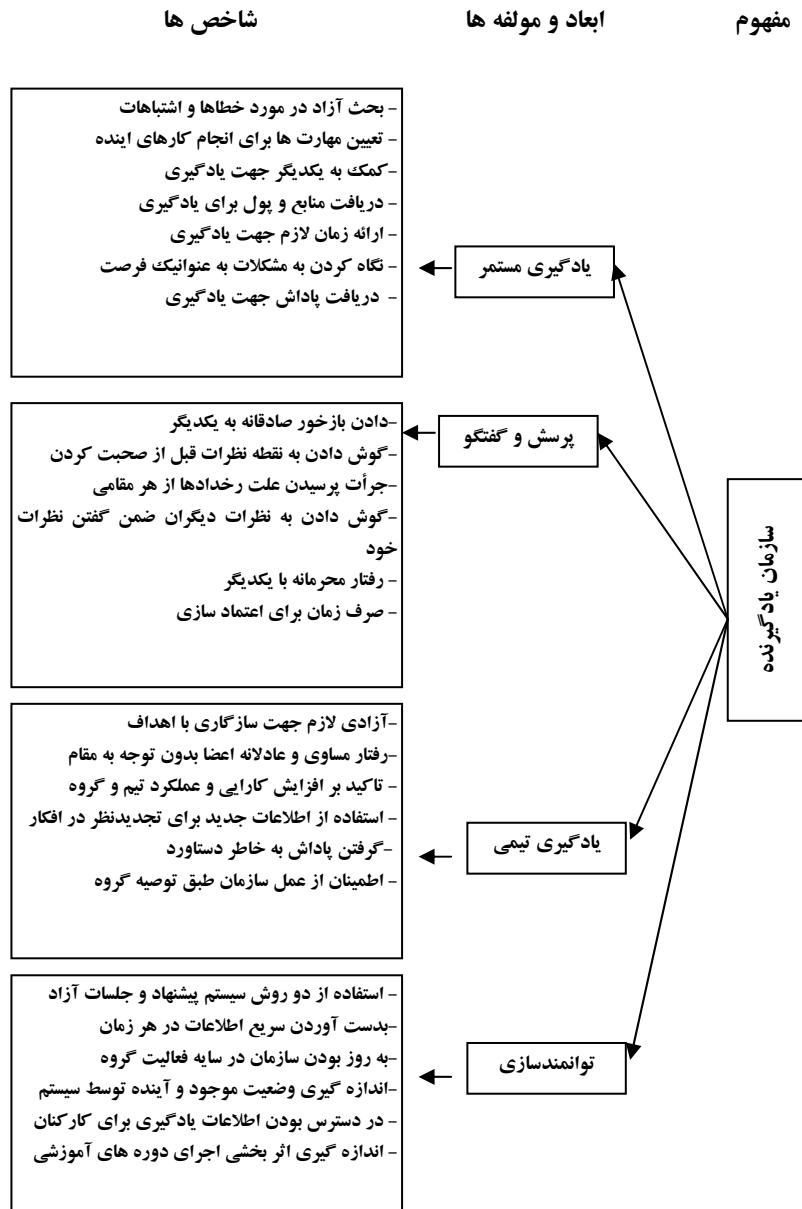 مفهوم
ابعاد و مولفه ها
شاخص ها
سازمان یادگیرنده
یادگیری مستمر
- بحث آزاد در مورد خطاها و اشتباهات
- تعیین مهارت ها برای انجام کارهای اینده
-کمک به یکدیگر جهت یادگیری
- دریافت منابع و پول برای یادگیری
- ارائه زمان لازم جهت یادگیری
- نگاه کردن به مشکلات به عنوانیک فرصت
- دریافت پاداش جهت یادگیری
پرسش و گفتگو
-دادن بازخور صادقانه به یکدیگر
-گوش دادن به نقطه نظرات قبل از صحبت کردن
-جرأت پرسیدن علت رخدادها از هر مقامی
-گوش دادن به نظرات دیگران ضمن گفتن نظرات
خود
- رفتار محرمانه با یکدیگر
- صرف زمان برای اعتماد سازی
یادگیری تیمی
-آزادی لازم جهت سازگاری با اهداف
-رفتار مساوی و عادلانه اعضا بدون توجه به مقام
- تاکید بر افزایش کارایی و عملکرد تیم و گروه
- استفاده از اطلاعات جدید برای تجدیدنظر در افکار
-گرفتن پاداش به خاطر دستاورد
- اطمینان از عمل سازمان طبق توصیه گروه
توانمندسازی
- استفاده از دو روش سیستم پیشنهاد و جلسات آزاد
-بدست آوردن سریع اطلاعات در هر زمان
-به روز بودن سازمان در سایه فعالیت گروه
-اندازه گیری وضعیت موجود و آینده توسط سیستم
- در دسترس بودن اطلاعات یادگیری برای کارکنان
- اندازه گیری اثر بخشی اجرای دوره های آموزشی